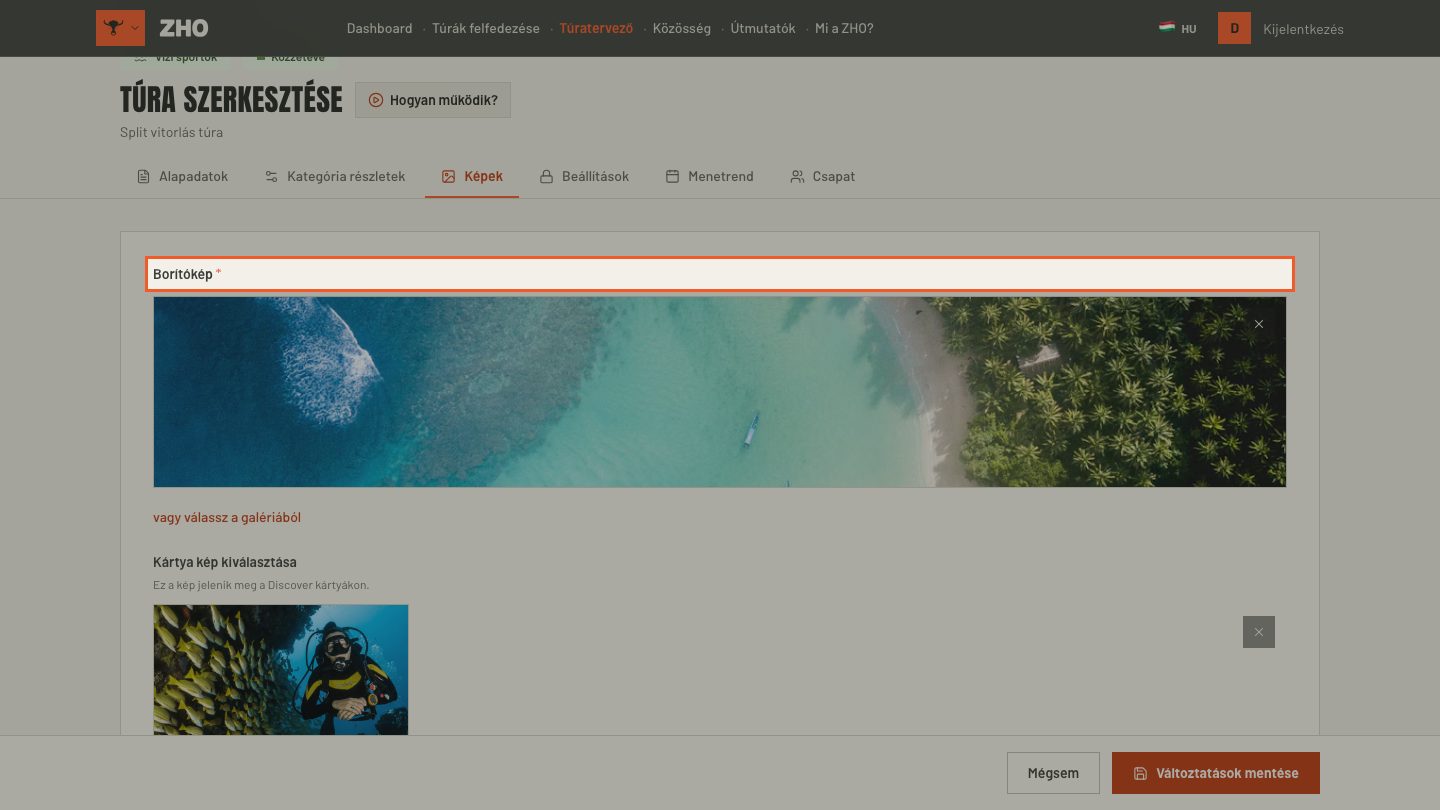 ZHO
Dashboard · Túrák felfedezése · Túratervező · Közösség · Útmutatók · Mi a ZHO?
HU
D
Kijelentkezés
Vízi sportok
Közzétéve
TÚRA SZERKESZTÉSE
Hogyan működik?
Split vitorlás túra
Alapadatok
Kategória részletek
Képek
Beállítások
Menetrend
Csapat
Borítókép *
vagy válassz a galériából
Kártya kép kiválasztása
Ez a kép jelenik meg a Discover kártyákon.
Mégsem
Változtatások mentése